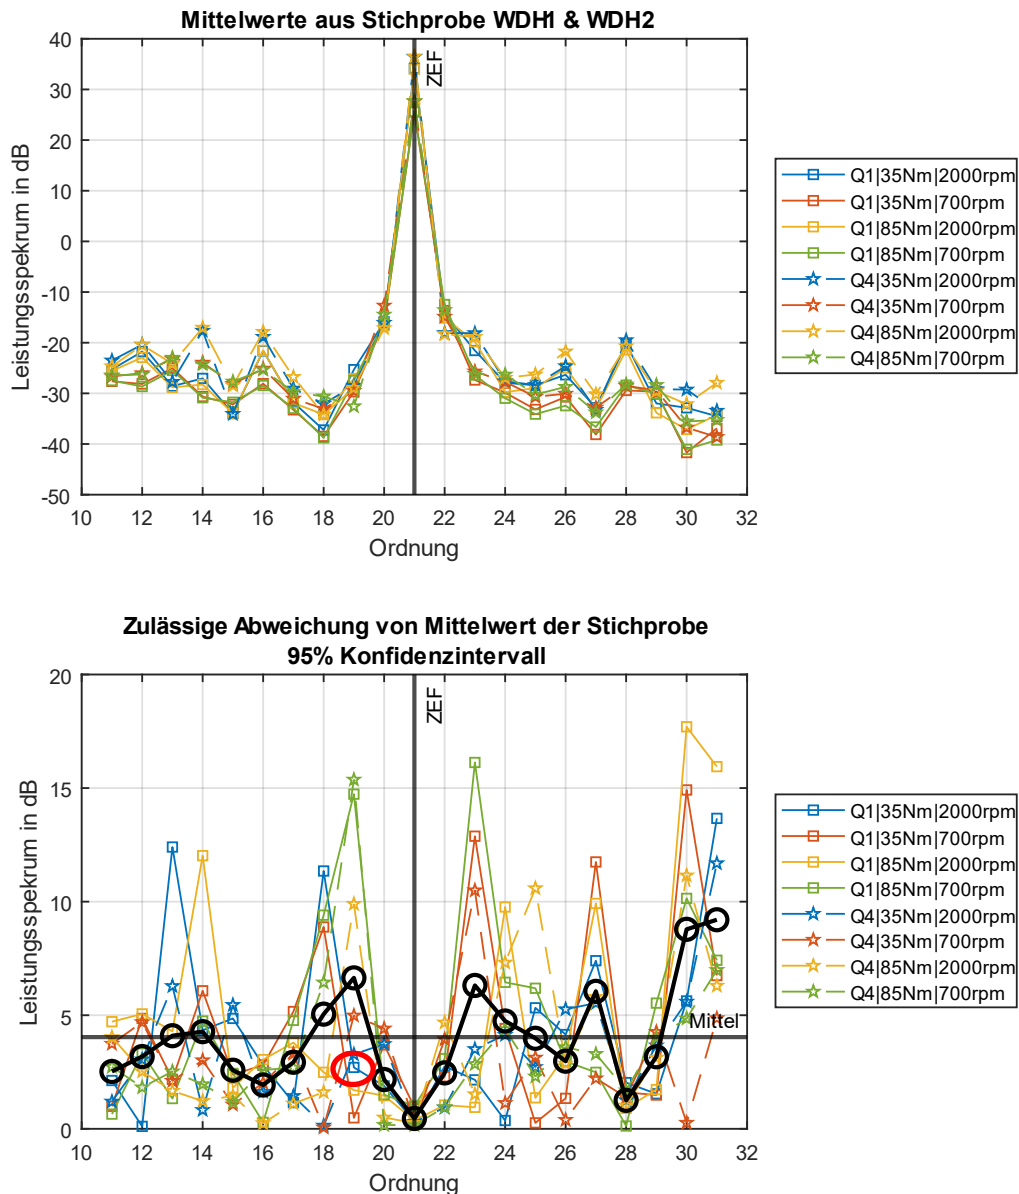 Mittelwerte aus Stichprobe WDH1 & WDH2
40
30
20
10
0
-10
-20
-30
-40
-50
Leistungsspekrum in dB
ZEF
10 12 14 16 18 20 22 24 26 28 30 32
Ordnung
Q1|35Nm|2000rpm
Q1|35Nm|700rpm
Q1|85Nm|2000rpm
Q1|85Nm|700rpm
Q4|35Nm|2000rpm
Q4|35Nm|700rpm
Q4|85Nm|2000rpm
Q4|85Nm|700rpm
Zulässige Abweichung von Mittelwert der Stichprobe
95% Konfidenzintervall
20
15
10
5
0
Leistungsspekrum in dB
ZEF
Mittel
10 12 14 16 18 20 22 24 26 28 30 32
Ordnung
Q1|35Nm|2000rpm
Q1|35Nm|700rpm
Q1|85Nm|2000rpm
Q1|85Nm|700rpm
Q4|35Nm|2000rpm
Q4|35Nm|700rpm
Q4|85Nm|2000rpm
Q4|85Nm|700rpm